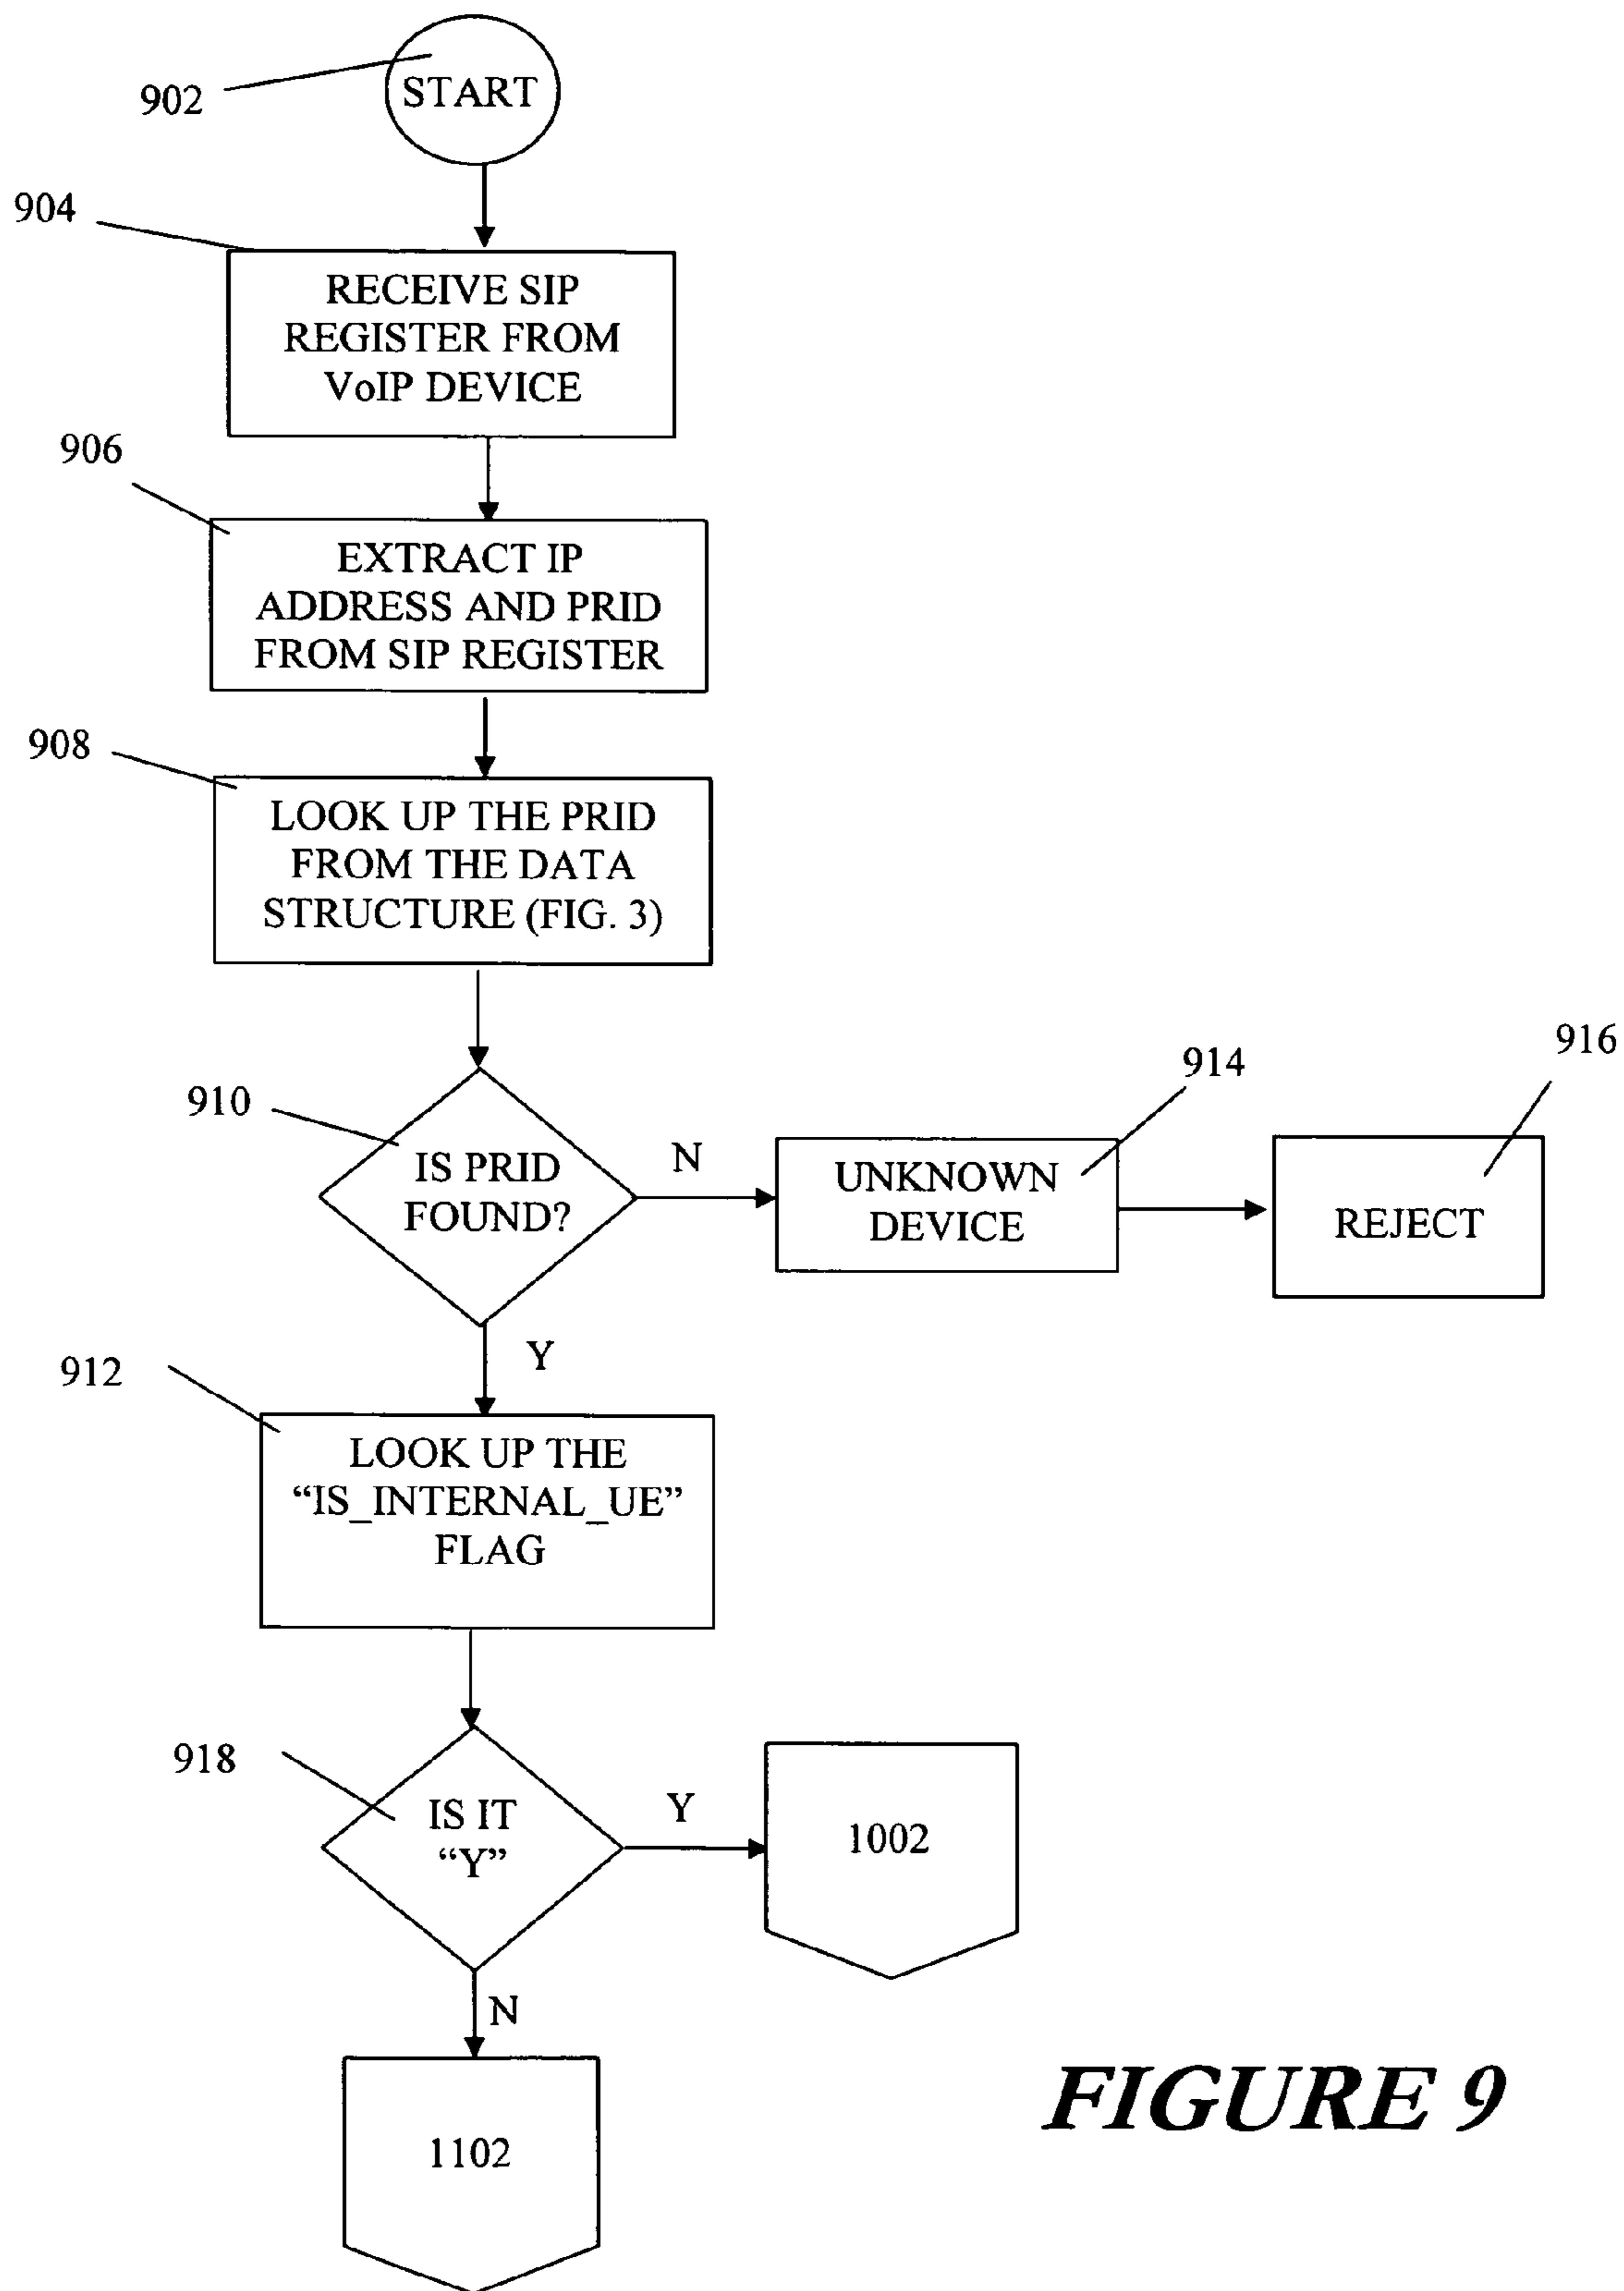 902
START
904
RECEIVE SIP
REGISTER FROM
VoIP DEVICE
906
EXTRACT IP
ADDRESS AND PRID
FROM SIP REGISTER
908
LOOK UP THE PRID
FROM THE DATA
STRUCTURE (FIG. 3)
910
IS PRID
FOUND?
N
914
UNKNOWN
DEVICE
916
REJECT
Y
912
LOOK UP THE
“IS_INTERNAL_UE”
FLAG
918
IS IT
“Y”
Y
1002
N
1102
FIGURE 9